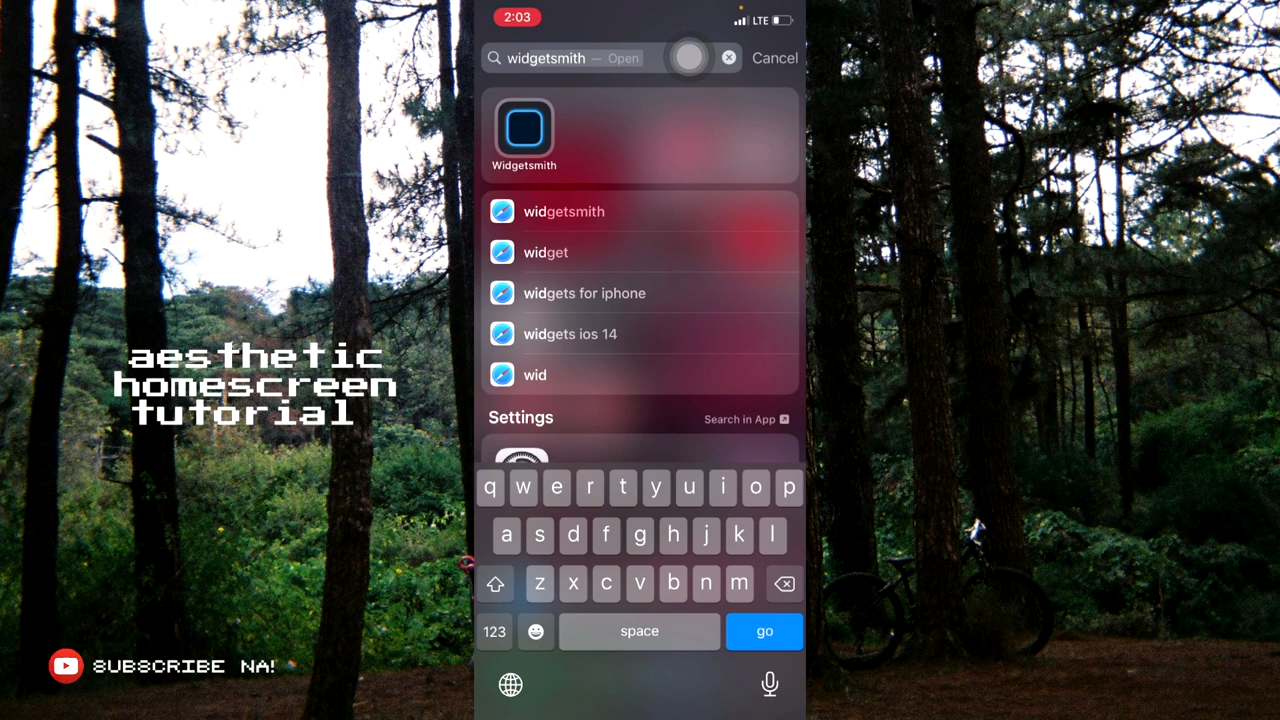 2:03
LTE
widgetsmith — Open
Cancel
Widgetsmith
widgetsmith
widget
widgets for iphone
widgets ios 14
wid
Settings
Search in App
aesthetic
homescreen
tutorial
q w e r t y u i o p
a s d f g h j k l
z x c v b n m
123
space
go
SUBSCRIBE NA!